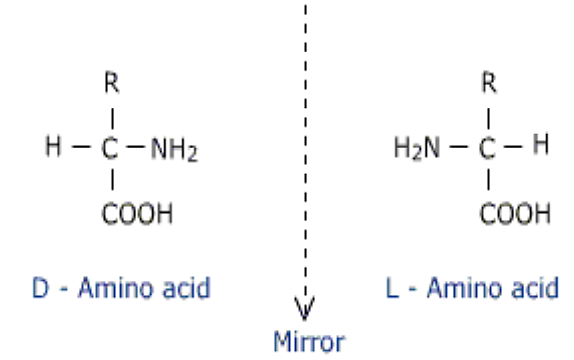 R
H – C – NH₂
COOH
D - Amino acid
R
H₂N – C – H
COOH
L - Amino acid
Mirror